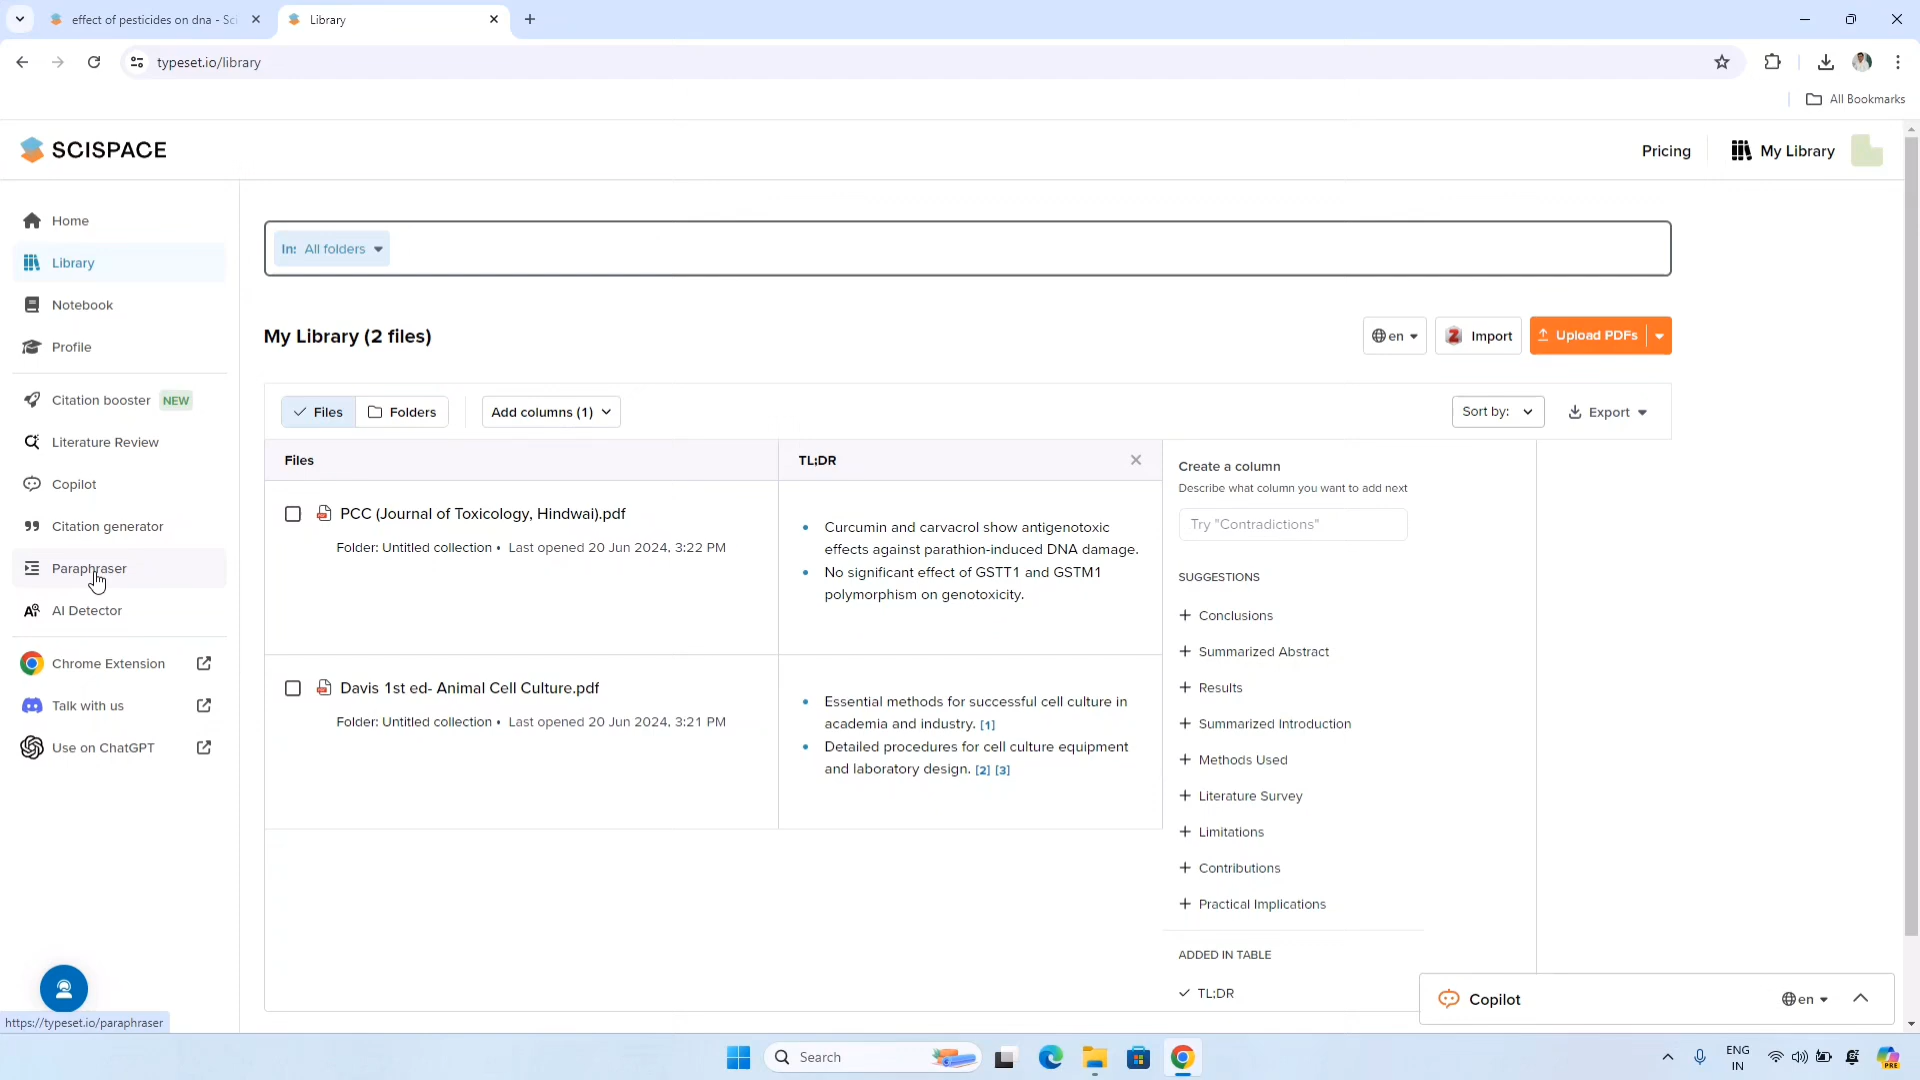 effect of pesticides on dna - Sci
Library
typeset.io/library
All Bookmarks
SCISPACE
Pricing
My Library
Home
Library
Notebook
Profile
Citation booster NEW
Literature Review
Copilot
Citation generator
Paraphraser
AI Detector
Chrome Extension
Talk with us
Use on ChatGPT
In: All folders
My Library (2 files)
en
Z Import
Upload PDFs
Files
Folders
Add columns (1)
Sort by:
Export
Files
TL;DR
PCC (Journal of Toxicology, Hindwai).pdf
Folder: Untitled collection • Last opened 20 Jun 2024, 3:22 PM
• Curcumin and carvacrol show antigenotoxic
effects against parathion-induced DNA damage.
• No significant effect of GSTT1 and GSTM1
polymorphism on genotoxicity.
Davis 1st ed- Animal Cell Culture.pdf
Folder: Untitled collection • Last opened 20 Jun 2024, 3:21 PM
• Essential methods for successful cell culture in
academia and industry. [1]
• Detailed procedures for cell culture equipment
and laboratory design. [2] [3]
Create a column
Describe what column you want to add next
Try "Contradictions"
SUGGESTIONS
+ Conclusions
+ Summarized Abstract
+ Results
+ Summarized Introduction
+ Methods Used
+ Literature Survey
+ Limitations
+ Contributions
+ Practical Implications
ADDED IN TABLE
TL;DR
Copilot
en
https://typeset.io/paraphraser
Search
ENG
IN
PRE